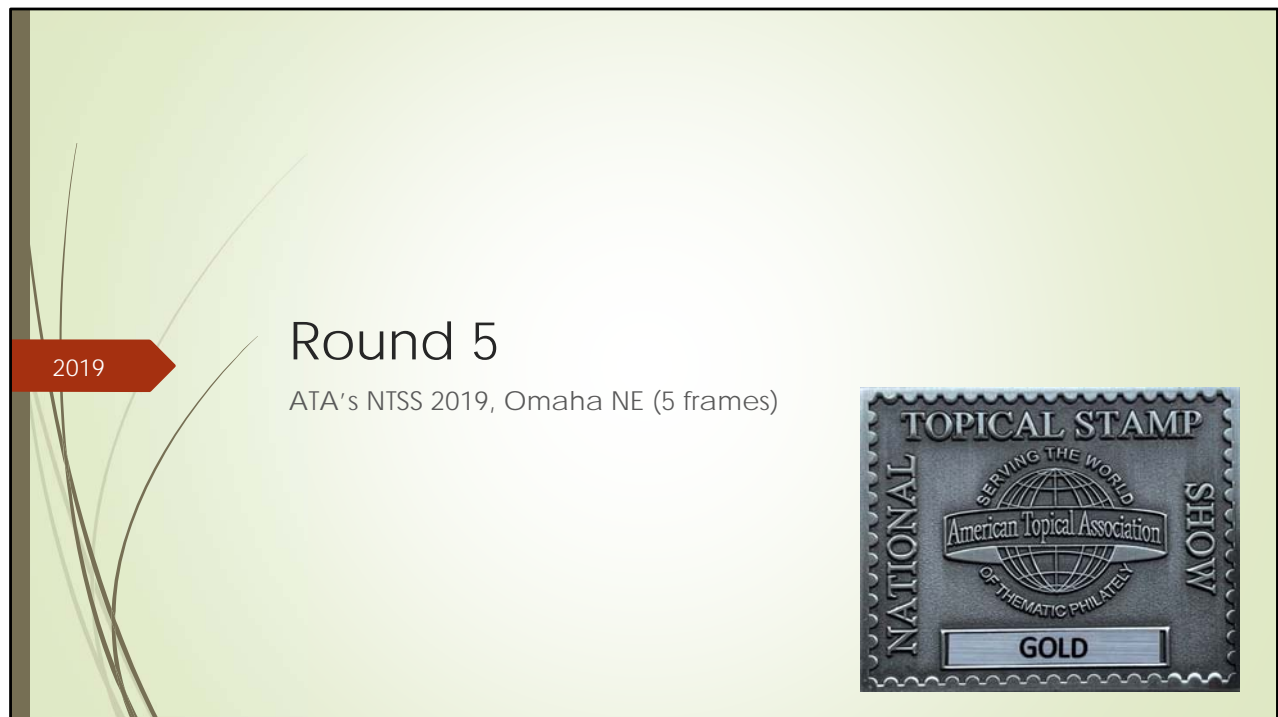 2019
Round 5
ATA’s NTSS 2019, Omaha NE (5 frames)
TOPICAL STAMP
NATIONAL
SHOW
SERVING THE WORLD
American Topical Association
OF THEMATIC PHILATELY
GOLD